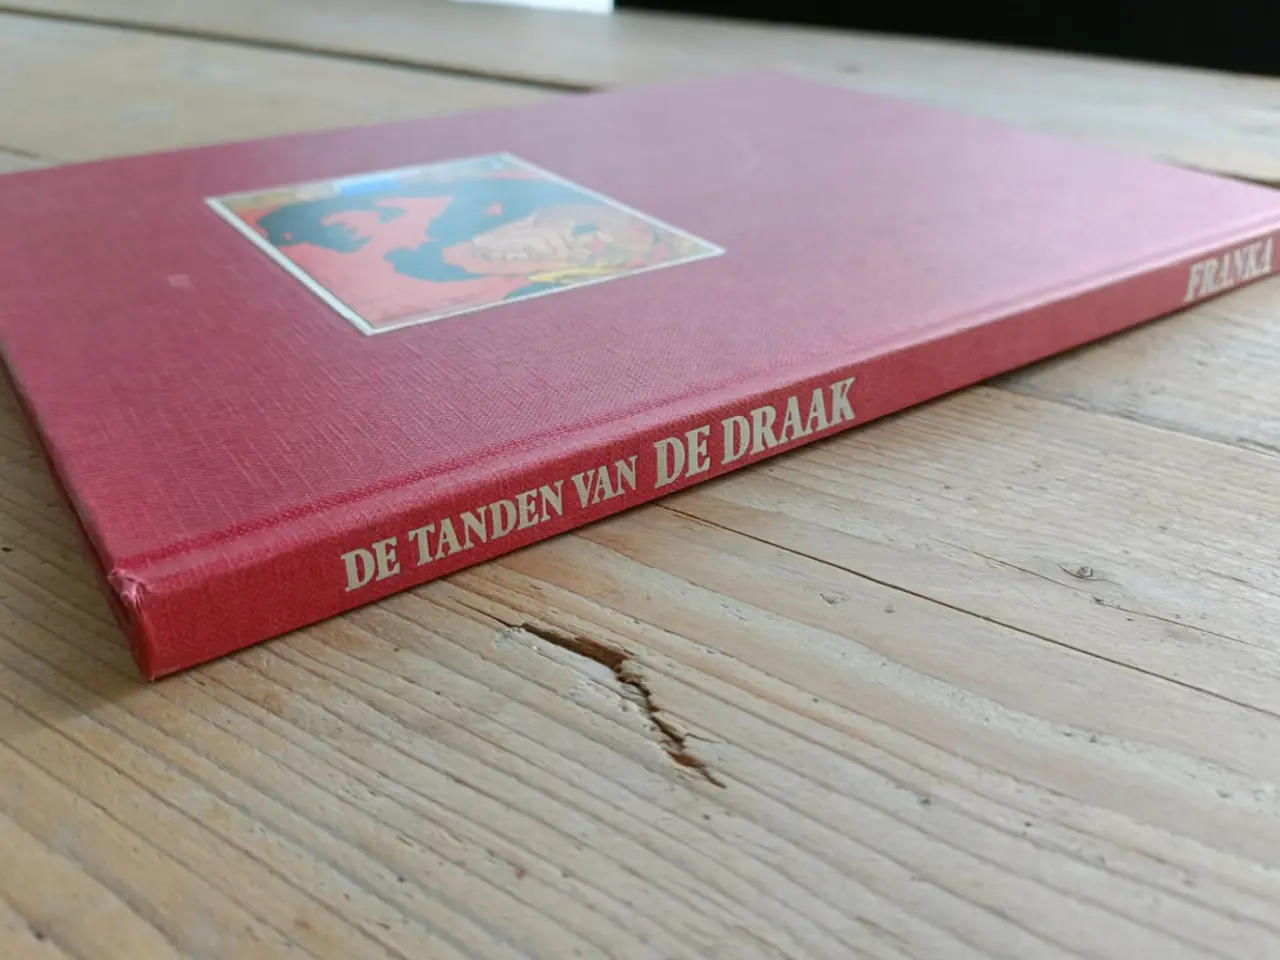 DE TANDEN VAN DE DRAAK
FRANKA